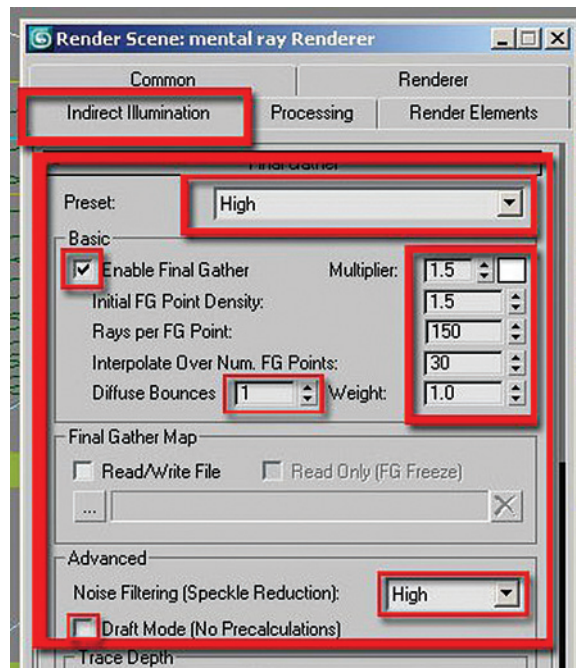 Render Scene: mental ray Renderer
Common Renderer
Indirect Illumination Processing Render Elements
Final Gather
Preset: High
Basic
Enable Final Gather Multiplier: 1.5
Initial FG Point Density: 1.5
Rays per FG Point: 150
Interpolate Over Num. FG Points: 30
Diffuse Bounces 1 Weight: 1.0
Final Gather Map
Read/Write File Read Only (FG Freeze)
...
Advanced
Noise Filtering (Speckle Reduction): High
Draft Mode (No Precalculations)
Trace Depth